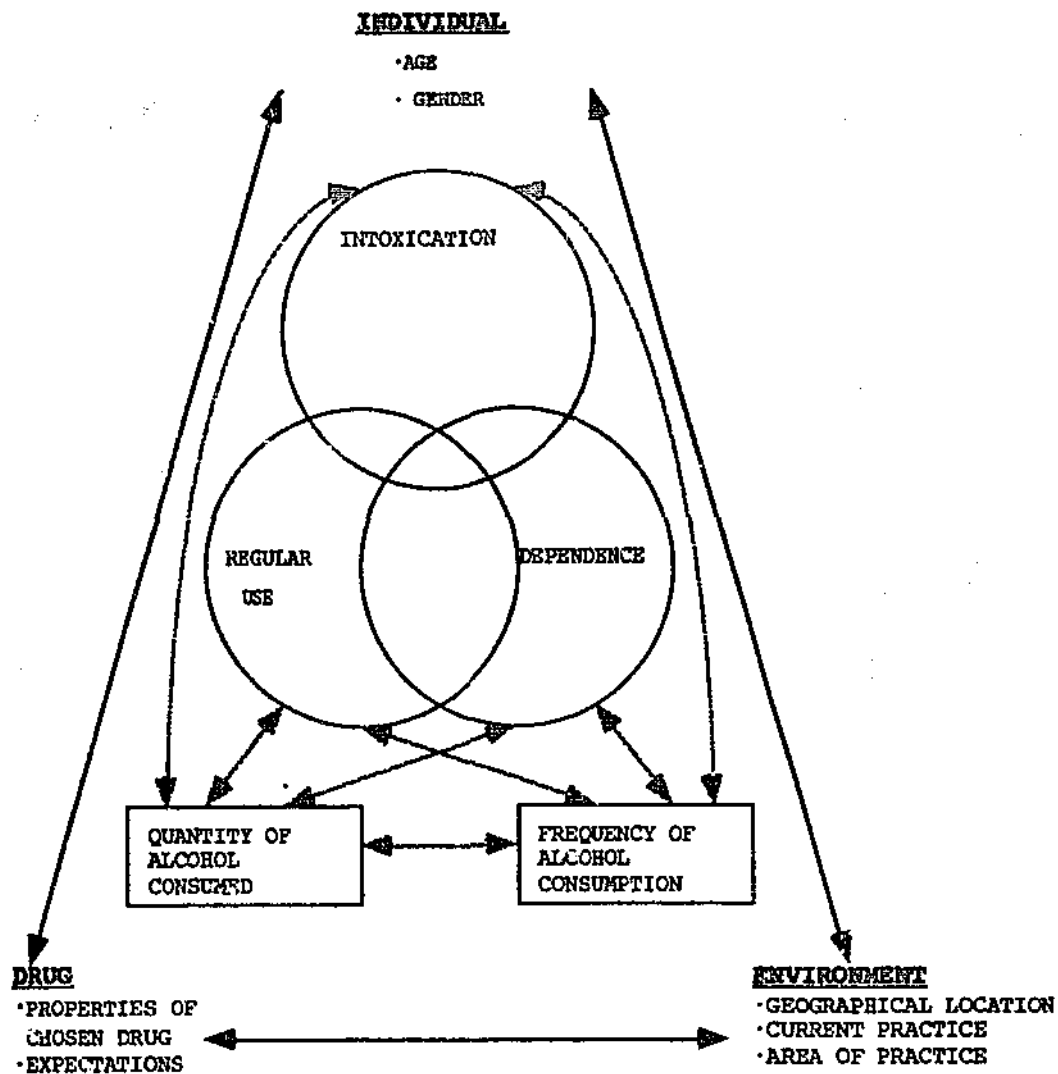 INDIVIDUAL
·AGE
· GENDER
INTOXICATION
REGULAR
USE
DEPENDENCE
QUANTITY OF
ALCOHOL
CONSUMED
FREQUENCY OF
ALCOHOL
CONSUMPTION
DRUG
·PROPERTIES OF
CHOSEN DRUG
·EXPECTATIONS
ENVIRONMENT
·GEOGRAPHICAL LOCATION
·CURRENT PRACTICE
·AREA OF PRACTICE